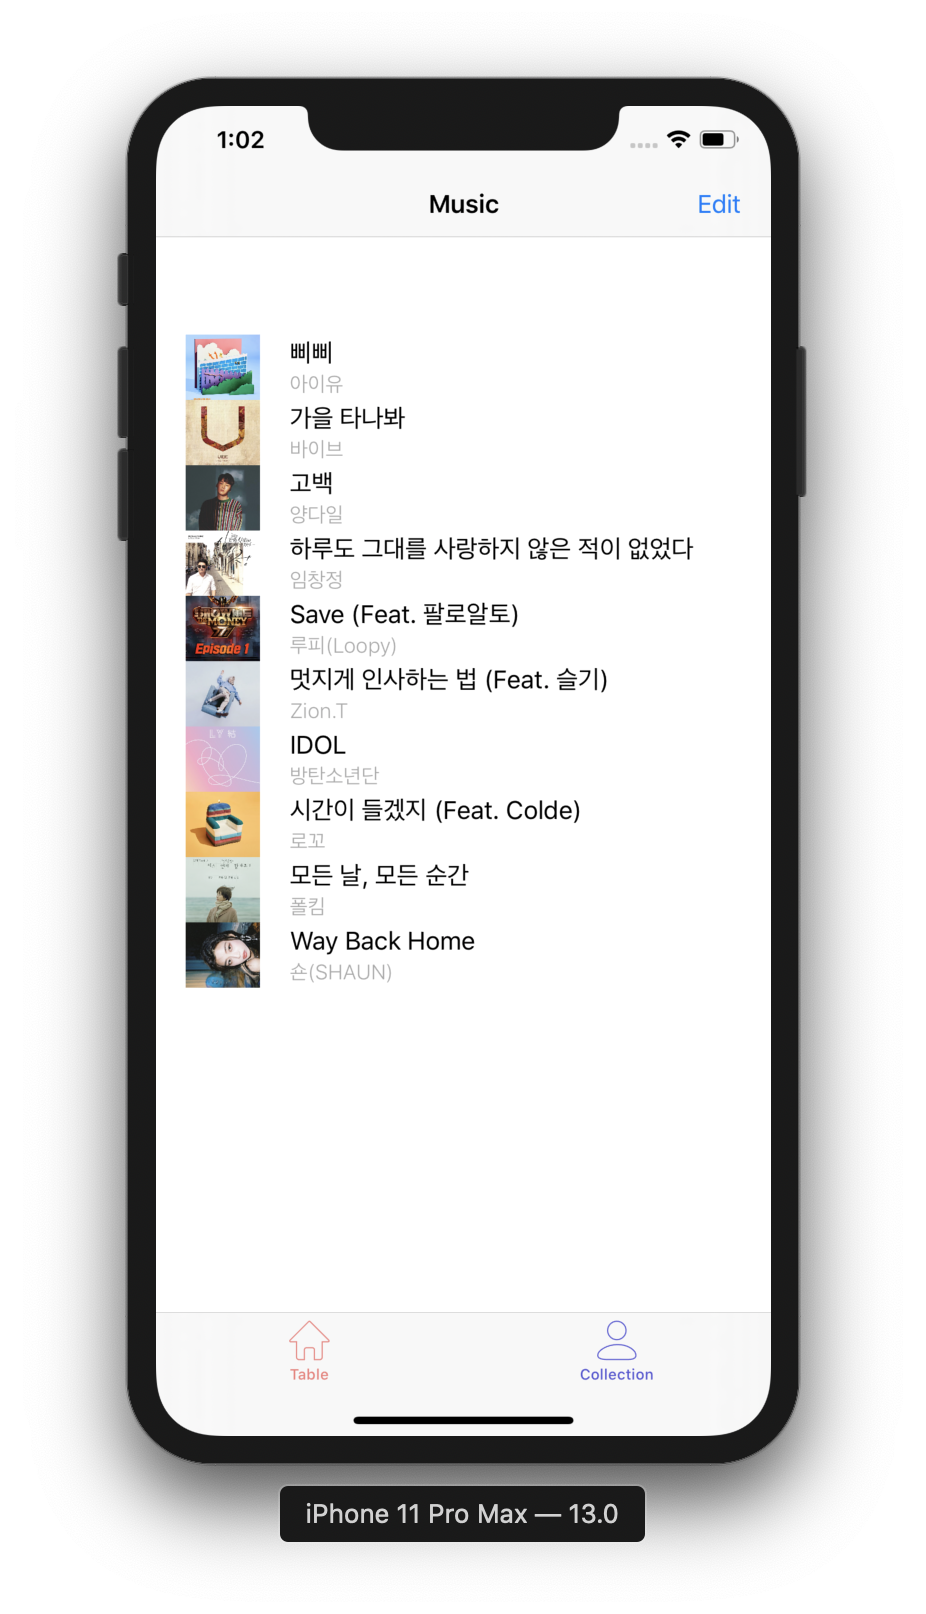 1:02
Music
Edit
삐삐
아이유
가을 타나봐
바이브
고백
양다일
하루도 그대를 사랑하지 않은 적이 없었다
임창정
Episode 1
Save (Feat. 팔로알토)
루피(Loopy)
멋지게 인사하는 법 (Feat. 슬기)
Zion.T
IDOL
방탄소년단
시간이 들겠지 (Feat. Colde)
로꼬
모든 날, 모든 순간
폴킴
Way Back Home
숀(SHAUN)
Table
Collection
iPhone 11 Pro Max — 13.0